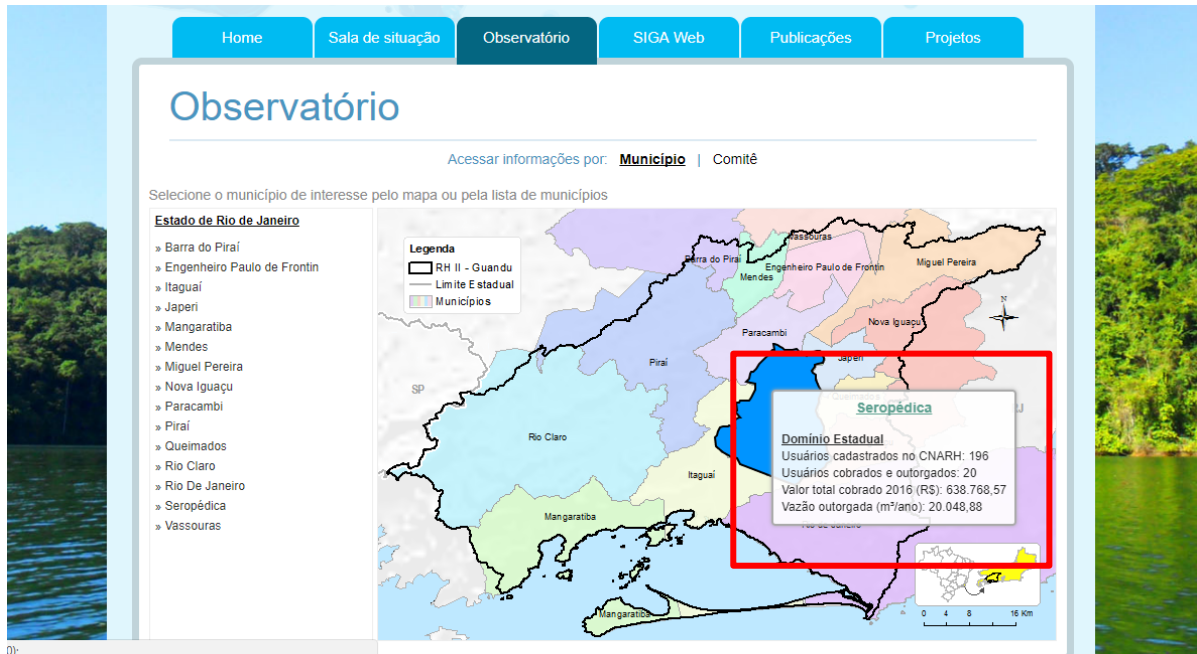 Home
Sala de situação
Observatório
SIGA Web
Publicações
Projetos
Observatório
Acessar informações por: Município | Comitê
Selecione o município de interesse pelo mapa ou pela lista de municípios
Estado de Rio de Janeiro
» Barra do Piraí
» Engenheiro Paulo de Frontin
» Itaguaí
» Japeri
» Mangaratiba
» Mendes
» Miguel Pereira
» Nova Iguaçu
» Paracambi
» Piraí
» Queimados
» Rio Claro
» Rio De Janeiro
» Seropédica
» Vassouras
Legenda
RH II - Guandu
Limite Estadual
Municípios
Vassouras
Barra do Piraí
Mendes
Engenheiro Paulo de Frontin
Miguel Pereira
N
Nova Iguaçu
Paracambi
Japeri
Piraí
SP
Queimados
RJ
Seropédica
Domínio Estadual
Usuários cadastrados no CNARH: 196
Usuários cobrados e outorgados: 20
Valor total cobrado 2016 (R$): 638.768,57
Vazão outorgada (m³/ano): 20.048,88
Rio Claro
Itaguaí
Mangaratiba
Rio de Janeiro
Mangaratiba
0 4 8 16 Km